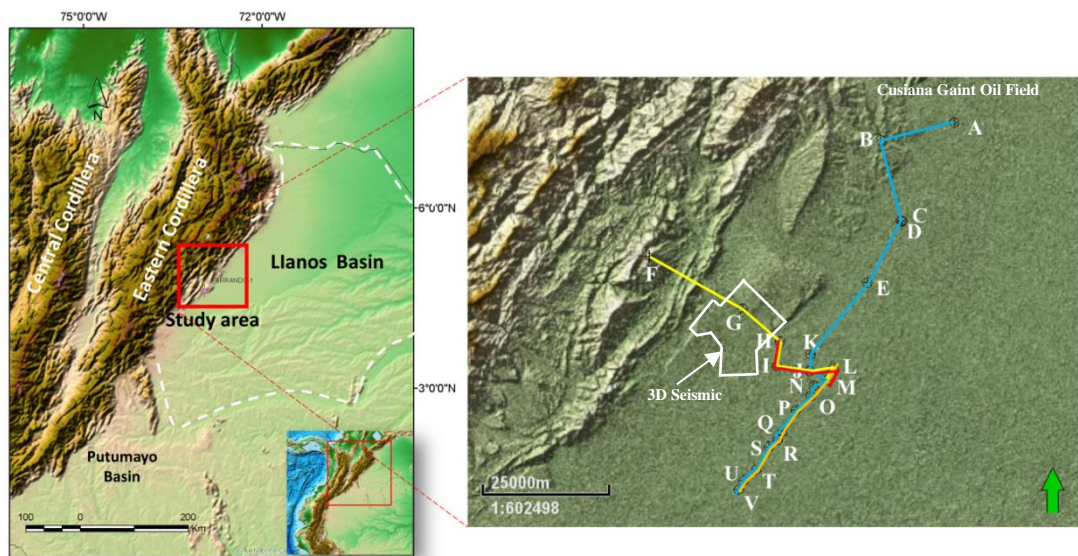 75°0'0"W
72°0'0"W
N
Central Cordillera
Eastern Cordillera
6°0'0"N
Llanos Basin
Study area
3°0'0"N
Putumayo
Basin
100
0
200
Km
Cusiana Gaint Oil Field
A
B
C
D
E
F
G
H
K
I
J
L
N
M
3D Seismic
P
O
Q
S
R
U
T
V
25000m
1:602498